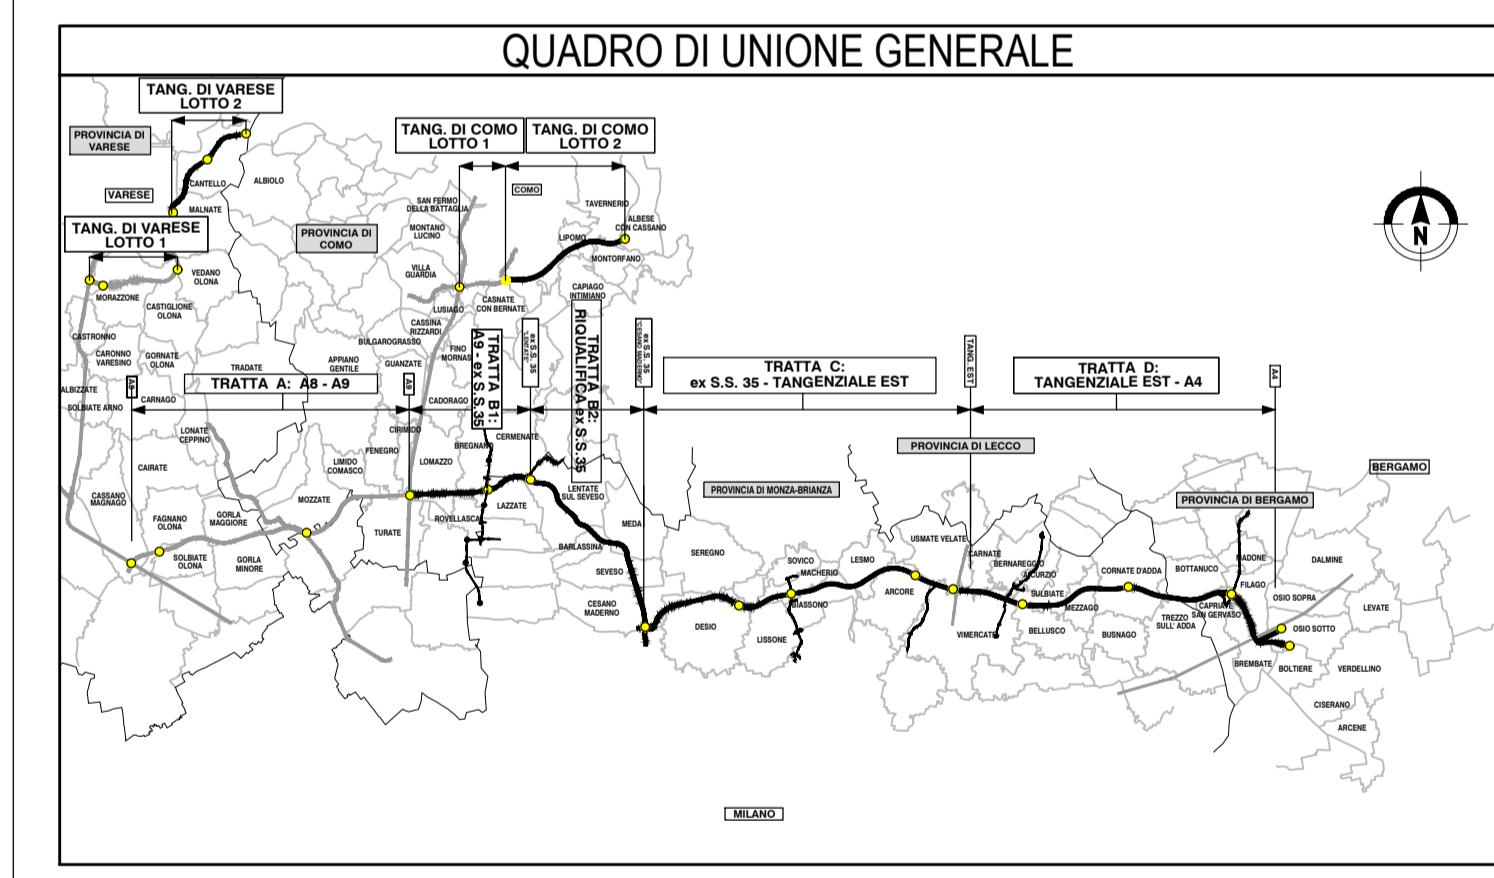 QUADRO DI UNIONE GENERALE
TANG. DI VARESE
LOTTO 2
PROVINCIA DI
VARESE
VARESE
CANTELLO
ALBIOLO
MALNATE
TANG. DI VARESE
LOTTO 1
PROVINCIA DI
COMO
TANG. DI COMO
LOTTO 1
TANG. DI COMO
LOTTO 2
COMO
SAN FERMO
DELLA BATTAGLIA
TAVERNERIO
ALBESE
CON CASSANO
MONTANO
LUCINO
LIPOMO
MONTORFANO
VILLA
GUARDIA
VEDANO
OLONA
MORAZZONE
CASTIGLIONE
OLONA
CAPIAGO
INTIMIANO
CASNATE
CON BERNATE
LUSIAGO
CASSINA
RIZZARDI
BULGAROGRASSO
CASTRONNO
CARONNO
VARESINO
GORNATE
OLONA
TRADATE
APPIANO
GENTILE
GUANZATE
FINO
MORNAS
ALBIZZATE
SOLBIATE ARNO
CARNAGO
A8
TRATTA A: A8 - A9
A9
CADORAGO
TRATTA B1:
A9 - ex S.S.35
ex S.S. 35
"LENTATE"
TRATTA B2:
RIQUALIFICA ex S.S.35
ex S.S. 35
"CESANO MADERNO"
TRATTA C:
ex S.S. 35 - TANGENZIALE EST
TANG. EST
TRATTA D:
TANGENZIALE EST - A4
A4
N
LONATE
CEPPINO
CIRIMIDO
FENEGRO
BREGNANO
CERMENATE
LIMIDO
COMASCO
LOMAZZO
CAIRATE
CASSANO
MAGNAGO
MOZZATE
LAZZATE
LENTATE
SUL SEVESO
FAGNANO
OLONA
GORLA
MAGGIORE
ROVELLASCA
TURATE
MEDA
SOLBIATE
OLONA
GORLA
MINORE
BARLASSINA
SEVESO
CESANO
MADERNO
PROVINCIA DI LECCO
PROVINCIA DI MONZA-BRIANZA
BERGAMO
PROVINCIA DI BERGAMO
SEREGNO
SOVICO
MACHERIO
LESMO
USMATE VELATE
CARNATE
BERNAREGGIO
AICURZIO
CORNATE D'ADDA
BOTTANUCO
MADONE
DALMINE
FILAGO
OSIO SOPRA
LEVATE
ARCORE
BIASSONO
SULBIATE
MEZZAGO
CAPRIATE
SAN GERVASO
TREZZO
SULL' ADDA
OSIO SOTTO
DESIO
LISSONE
VIMERCATE
BELLUSCO
BUSNAGO
BREMBATE
BOLTIERE
VERDELLINO
CISERANO
ARCENE
MILANO